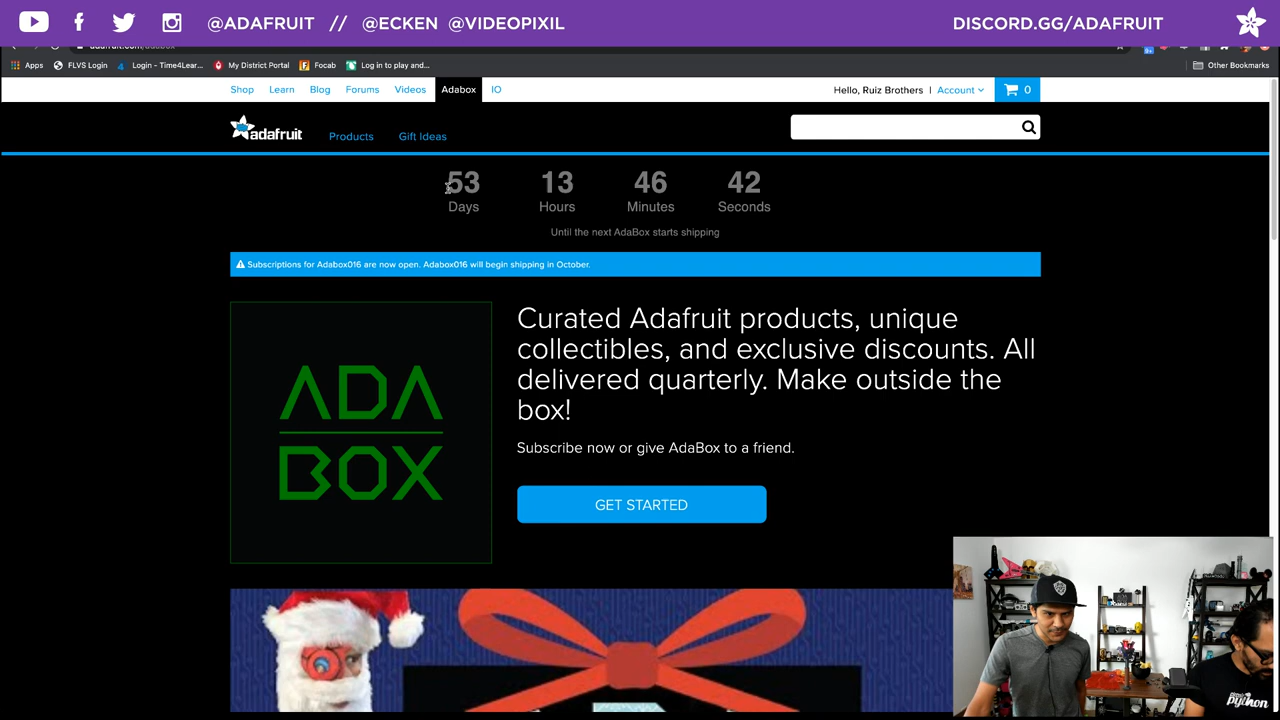 @ADAFRUIT // @ECKEN @VIDEOPIXIL
DISCORD.GG/ADAFRUIT
adafruit.com/adabox
Apps
FLVS Login
Login - Time4Lear...
My District Portal
Focab
Log in to play and...
Other Bookmarks
Shop
Learn
Blog
Forums
Videos
Adabox
IO
Hello, Ruiz Brothers | Account
0
adafruit
Products
Gift Ideas
53 13 46 42
Days Hours Minutes Seconds
Until the next AdaBox starts shipping
Subscriptions for Adabox016 are now open. Adabox016 will begin shipping in October.
ADA
BOX
Curated Adafruit products, unique
collectibles, and exclusive discounts. All
delivered quarterly. Make outside the
box!
Subscribe now or give AdaBox to a friend.
GET STARTED
python